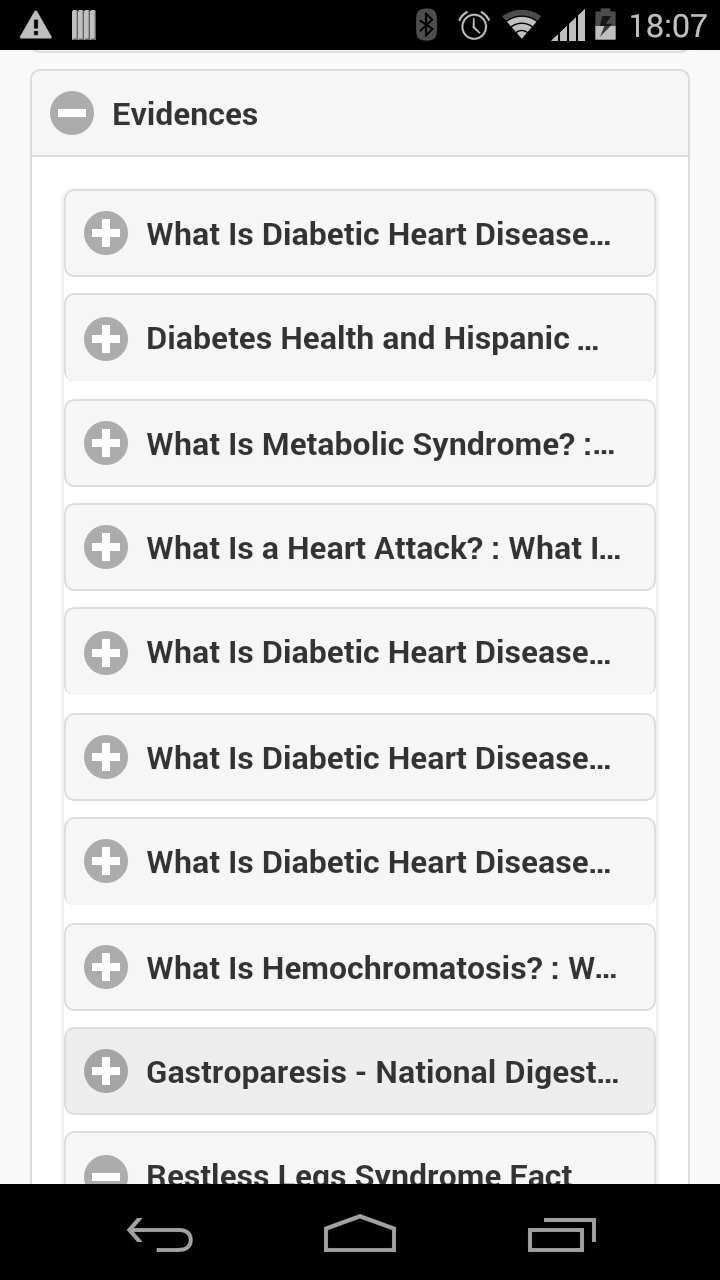 18:07
Evidences
What Is Diabetic Heart Disease...
Diabetes Health and Hispanic ...
What Is Metabolic Syndrome? :...
What Is a Heart Attack? : What I...
What Is Diabetic Heart Disease...
What Is Diabetic Heart Disease...
What Is Diabetic Heart Disease...
What Is Hemochromatosis? : W...
Gastroparesis - National Digest...
Restless Legs Syndrome Fact